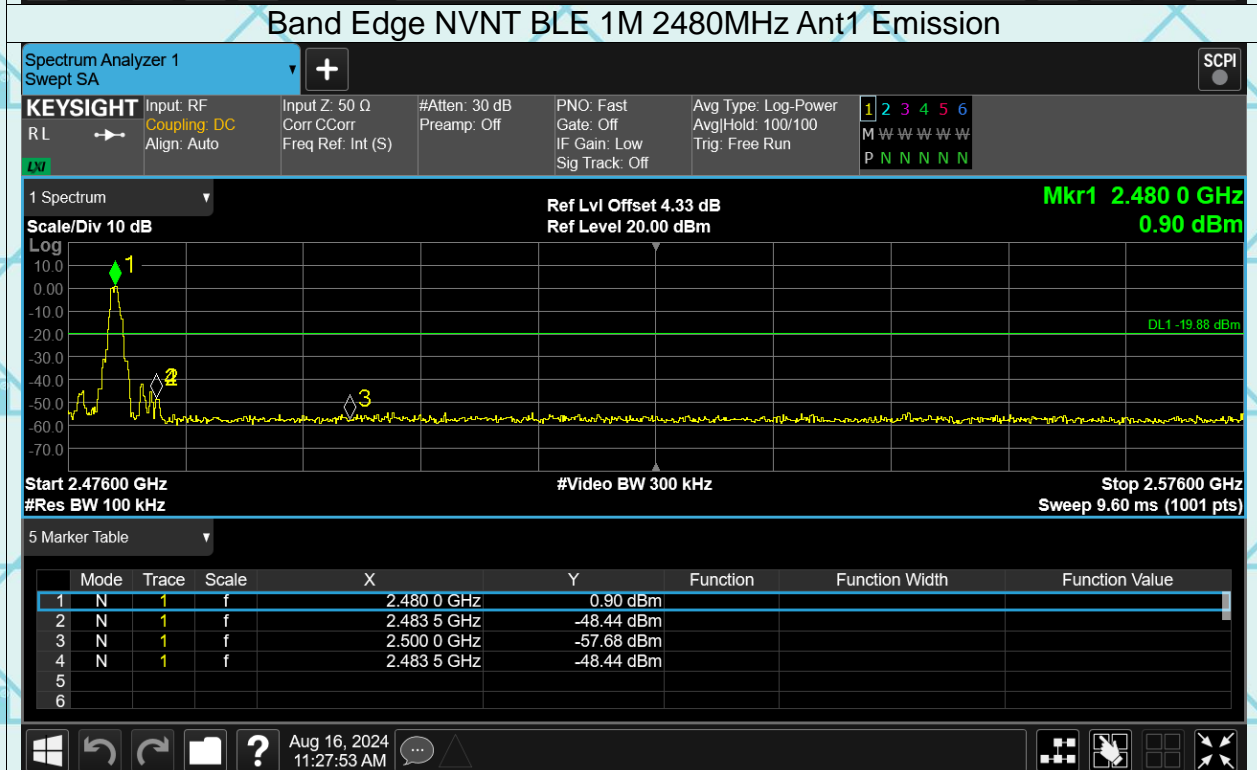 Band Edge NVNT BLE 1M 2480MHz Ant1 Emission
Spectrum Analyzer 1
Swept SA
+
SCPI
KEYSIGHT
RL
LXI
Input: RF
Coupling: DC
Align: Auto
Input Z: 50 Ω
Corr CCorr
Freq Ref: Int (S)
#Atten: 30 dB
Preamp: Off
PNO: Fast
Gate: Off
IF Gain: Low
Sig Track: Off
Avg Type: Log-Power
Avg|Hold: 100/100
Trig: Free Run
1 2 3 4 5 6
M W W W W W
P N N N N N
1 Spectrum
Scale/Div 10 dB
Ref Lvl Offset 4.33 dB
Ref Level 20.00 dBm
Mkr1 2.480 0 GHz
0.90 dBm
Log
10.0
0.00
-10.0
-20.0
-30.0
-40.0
-50.0
-60.0
-70.0
1
3
DL1 -19.88 dBm
Start 2.47600 GHz
#Res BW 100 kHz
#Video BW 300 kHz
Stop 2.57600 GHz
Sweep 9.60 ms (1001 pts)
5 Marker Table
Mode Trace Scale X Y Function Function Width Function Value
1 N 1 f 2.480 0 GHz 0.90 dBm
2 N 1 f 2.483 5 GHz -48.44 dBm
3 N 1 f 2.500 0 GHz -57.68 dBm
4 N 1 f 2.483 5 GHz -48.44 dBm
5
6
?
Aug 16, 2024
11:27:53 AM